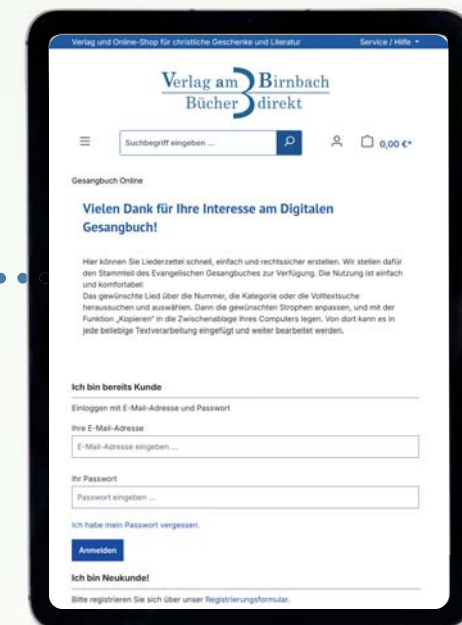 Verlag und Online-Shop für christliche Geschenke und Literatur Service / Hilfe
Verlag am Birnbach
Bücher direkt
Suchbegriff eingeben ... 0,00 €*
Gesangbuch Online
Vielen Dank für Ihre Interesse am Digitalen
Gesangbuch!
Hier können Sie Liederzettel schnell, einfach und rechtssicher erstellen. Wir stellen dafür
den Stammteil des Evangelischen Gesangbuches zur Verfügung. Die Nutzung ist einfach
und komfortabel:
Das gewünschte Lied über die Nummer, die Kategorie oder die Volltextsuche
heraussuchen und auswählen. Dann die gewünschten Strophen anpassen, und mit der
Funktion „Kopieren" in die Zwischenablage Ihres Computers legen. Von dort kann es in
jede beliebige Textverarbeitung eingefügt und weiter bearbeitet werden.
Ich bin bereits Kunde
Einloggen mit E-Mail-Adresse und Passwort
Ihre E-Mail-Adresse
E-Mail-Adresse eingeben ...
Ihr Passwort
Passwort eingeben ...
Ich habe mein Passwort vergessen.
Anmelden
Ich bin Neukunde!
Bitte registrieren Sie sich über unser Registrierungsformular.